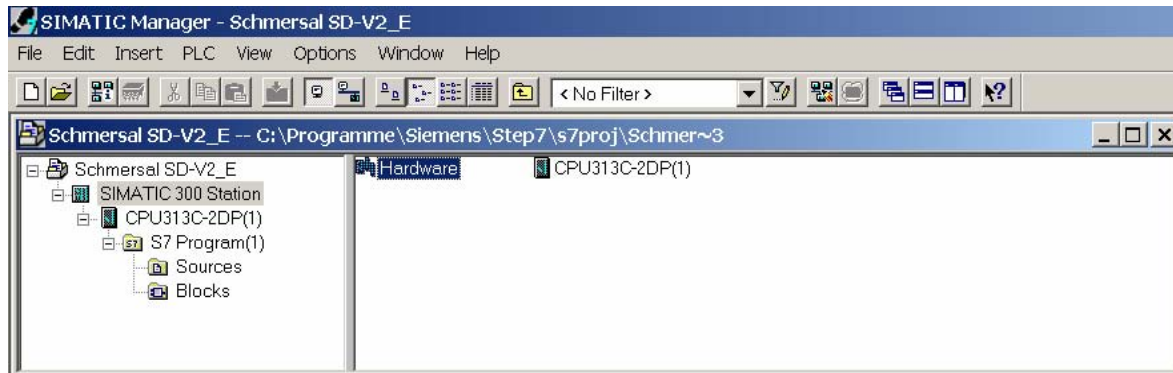 SIMATIC Manager - Schmersal SD-V2_E
File Edit Insert PLC View Options Window Help
< No Filter >
Schmersal SD-V2_E -- C:\Programme\Siemens\Step7\s7proj\Schmer~3
Schmersal SD-V2_E
SIMATIC 300 Station
CPU313C-2DP(1)
S7 Program(1)
Sources
Blocks
Hardware CPU313C-2DP(1)